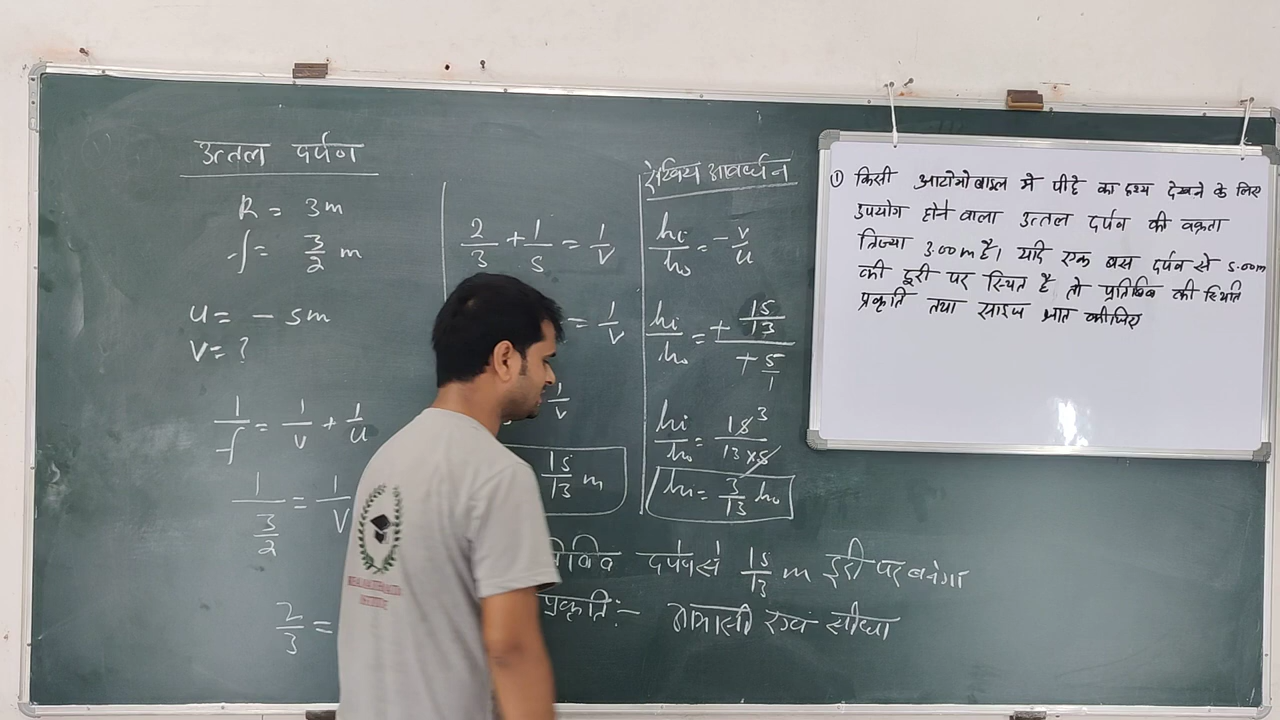 उत्तल दर्पण
R = 3m
f = 3/2 m
u = - 5m
v = ?
1/f = 1/v + 1/u
1/(3/2) = 1/v
2/3 =
2/3 + 1/5 = 1/v
= 1/v
1/v
15/13 m
रेखिय आवर्धन
hi/ho = - v/u
hi/ho = + 15/13 / + 5/1
hi/ho = 15 3 / 13 x 5
hi = 3/13 ho
दर्पण से 15/13 m दूरी पर बनेगा
प्रकृति :- आभासी एवं सीधा
① किसी आटोमोबाइल में पीछे का दृश्य देखने के लिए
उपयोग होने वाला उत्तल दर्पण की वक्रता
त्रिज्या 3.00m है। यदि एक बस दर्पण से 5.00m
की दूरी पर स्थित है तो प्रतिबिंब की स्थिति
प्रकृति तथा साइज ज्ञात कीजिए